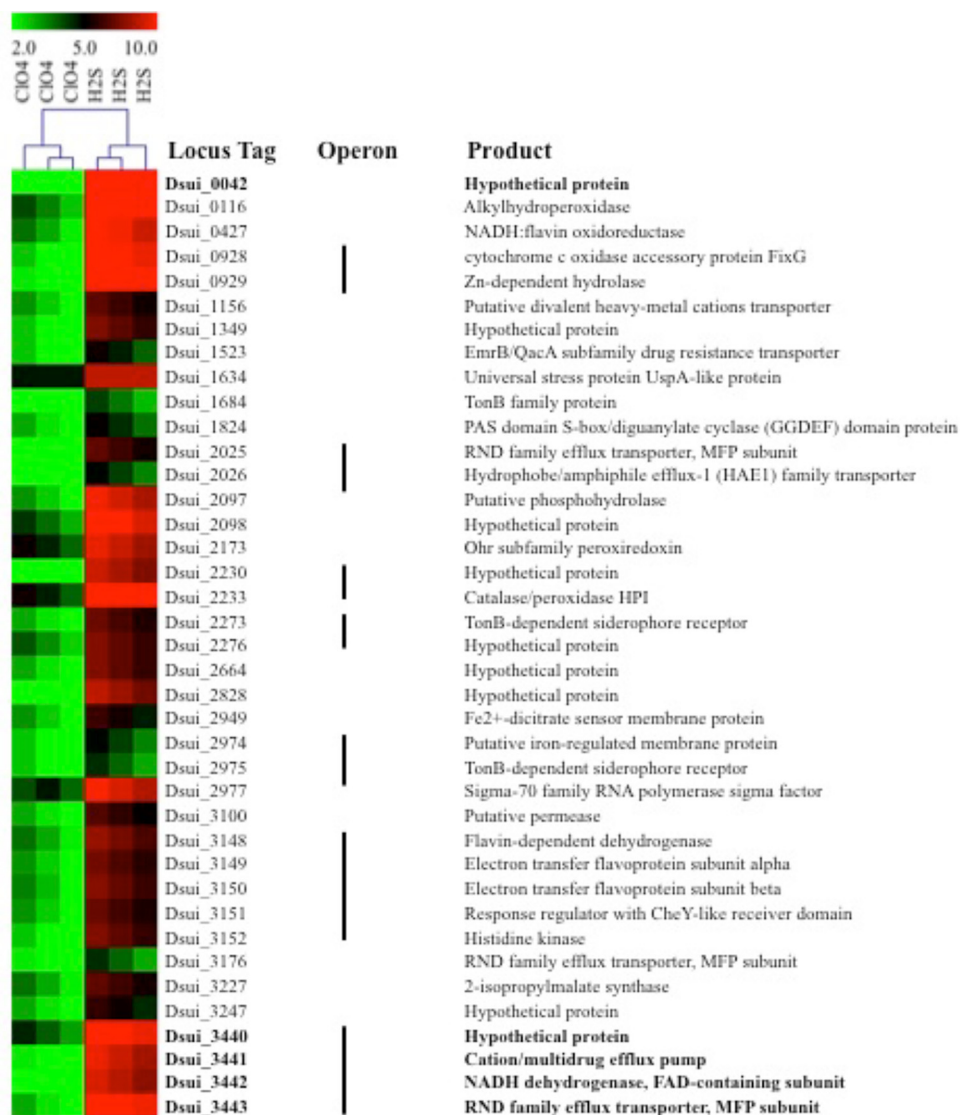 2.0 5.0 10.0
ClO4 ClO4 ClO4 H2S H2S H2S
Locus Tag Operon Product
Dsui_0042 Hypothetical protein
Dsui_0116 Alkylhydroperoxidase
Dsui_0427 NADH:flavin oxidoreductase
Dsui_0928 cytochrome c oxidase accessory protein FixG
Dsui_0929 Zn-dependent hydrolase
Dsui_1156 Putative divalent heavy-metal cations transporter
Dsui_1349 Hypothetical protein
Dsui_1523 EmrB/QacA subfamily drug resistance transporter
Dsui_1634 Universal stress protein UspA-like protein
Dsui_1684 TonB family protein
Dsui_1824 PAS domain S-box/diguanylate cyclase (GGDEF) domain protein
Dsui_2025 RND family efflux transporter, MFP subunit
Dsui_2026 Hydrophobe/amphiphile efflux-1 (HAE1) family transporter
Dsui_2097 Putative phosphohydrolase
Dsui_2098 Hypothetical protein
Dsui_2173 Ohr subfamily peroxiredoxin
Dsui_2230 Hypothetical protein
Dsui_2233 Catalase/peroxidase HPI
Dsui_2273 TonB-dependent siderophore receptor
Dsui_2276 Hypothetical protein
Dsui_2664 Hypothetical protein
Dsui_2828 Hypothetical protein
Dsui_2949 Fe2+-dicitrate sensor membrane protein
Dsui_2974 Putative iron-regulated membrane protein
Dsui_2975 TonB-dependent siderophore receptor
Dsui_2977 Sigma-70 family RNA polymerase sigma factor
Dsui_3100 Putative permease
Dsui_3148 Flavin-dependent dehydrogenase
Dsui_3149 Electron transfer flavoprotein subunit alpha
Dsui_3150 Electron transfer flavoprotein subunit beta
Dsui_3151 Response regulator with CheY-like receiver domain
Dsui_3152 Histidine kinase
Dsui_3176 RND family efflux transporter, MFP subunit
Dsui_3227 2-isopropylmalate synthase
Dsui_3247 Hypothetical protein
Dsui_3440 Hypothetical protein
Dsui_3441 Cation/multidrug efflux pump
Dsui_3442 NADH dehydrogenase, FAD-containing subunit
Dsui_3443 RND family efflux transporter, MFP subunit